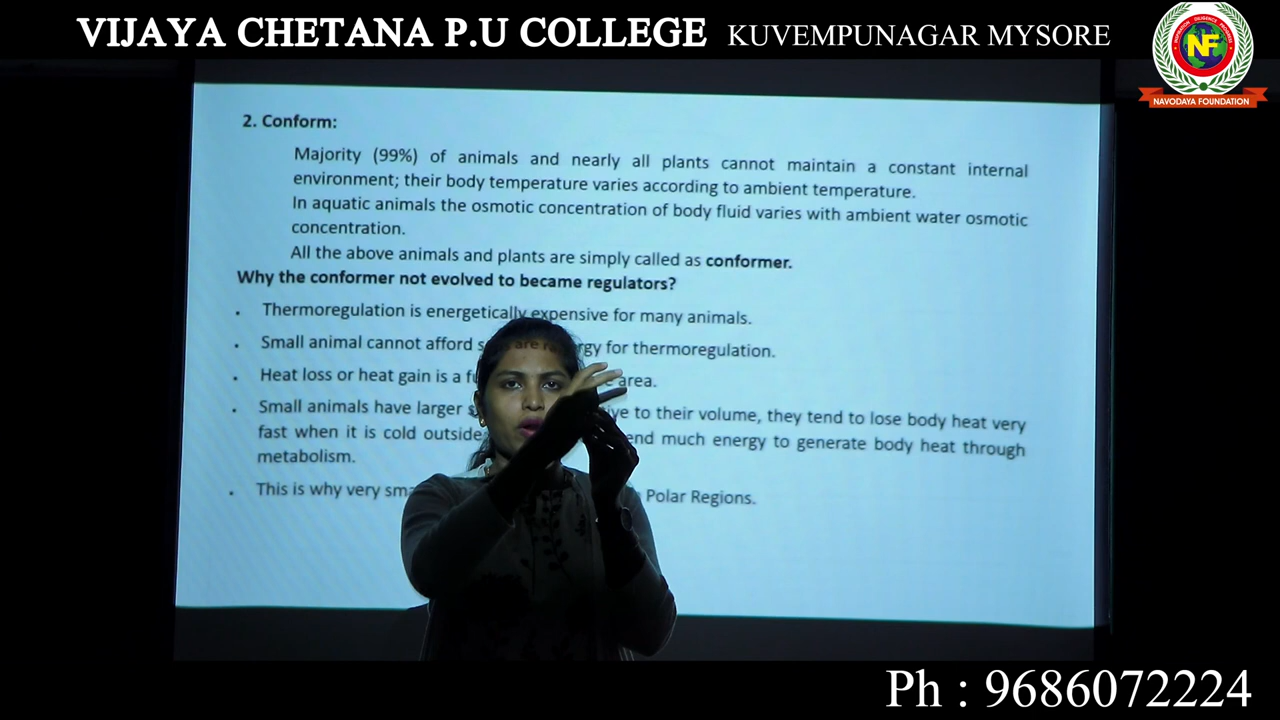 VIJAYA CHETANA P.U COLLEGE KUVEMPUNAGAR MYSORE
NF
NAVODAYA FOUNDATION
2. Conform:
Majority (99%) of animals and nearly all plants cannot maintain a constant internal
environment; their body temperature varies according to ambient temperature.
In aquatic animals the osmotic concentration of body fluid varies with ambient water osmotic
concentration.
All the above animals and plants are simply called as conformer.
Why the conformer not evolved to became regulators?
. Thermoregulation is energetically expensive for many animals.
. Small animal cannot afford for thermoregulation.
. Heat loss or heat gain is a area.
. Small animals have larger to their volume, they tend to lose body heat very
fast when it is cold outside much energy to generate body heat through
metabolism.
. This is why very Polar Regions.
Ph : 9686072224